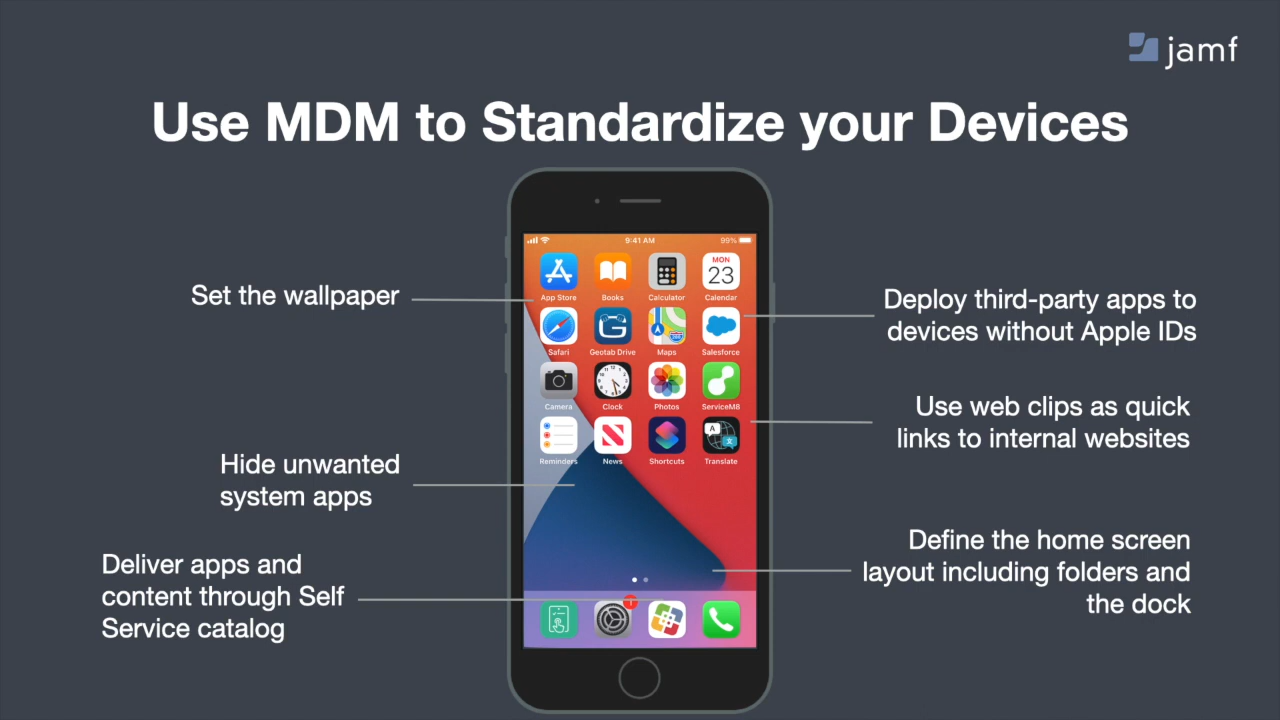 jamf
Use MDM to Standardize your Devices
9:41 AM
99%
MON
23
App Store
Books
Calculator
Calendar
Safari
Geotab Drive
Maps
Salesforce
Camera
Clock
Photos
ServiceM8
Reminders
News
Shortcuts
Translate
Set the wallpaper
Hide unwanted
system apps
Deliver apps and
content through Self
Service catalog
Deploy third-party apps to
devices without Apple IDs
Use web clips as quick
links to internal websites
Define the home screen
layout including folders and
the dock